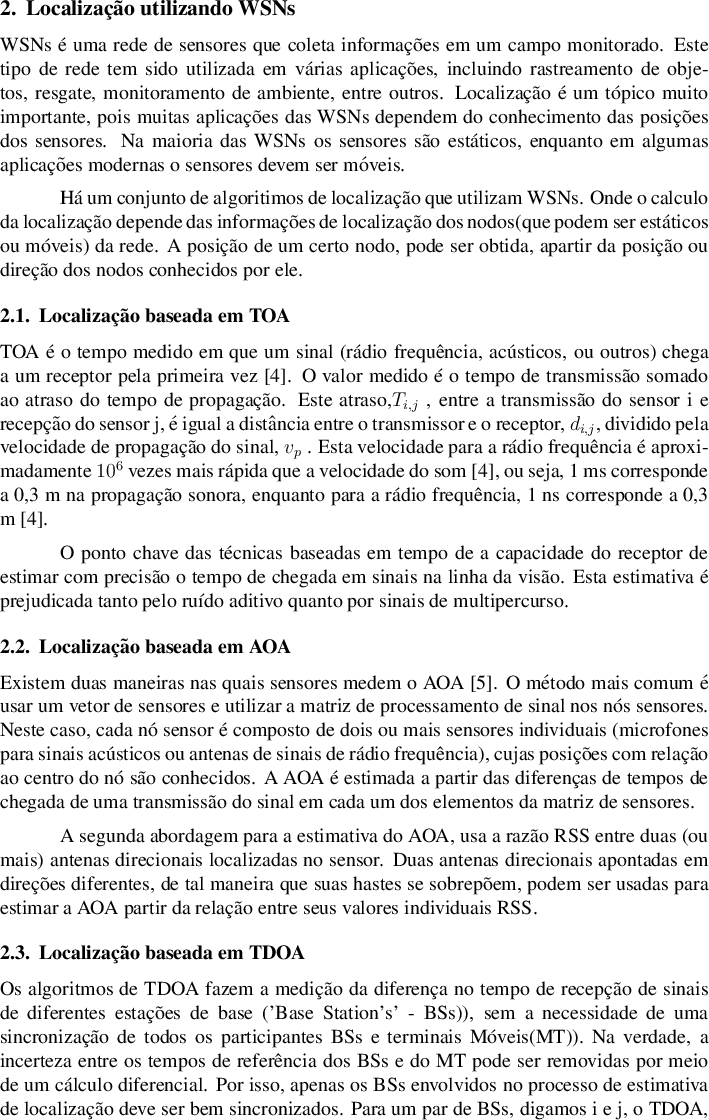 2. Localização utilizando WSNs
WSNs é uma rede de sensores que coleta informações em um campo monitorado. Este
tipo de rede tem sido utilizada em várias aplicações, incluindo rastreamento de obje-
tos, resgate, monitoramento de ambiente, entre outros. Localização é um tópico muito
importante, pois muitas aplicações das WSNs dependem do conhecimento das posições
dos sensores. Na maioria das WSNs os sensores são estáticos, enquanto em algumas
aplicações modernas o sensores devem ser móveis.
Há um conjunto de algoritimos de localização que utilizam WSNs. Onde o calculo
da localização depende das informações de localização dos nodos(que podem ser estáticos
ou móveis) da rede. A posição de um certo nodo, pode ser obtida, apartir da posição ou
direção dos nodos conhecidos por ele.
2.1. Localização baseada em TOA
TOA é o tempo medido em que um sinal (rádio frequência, acústicos, ou outros) chega
a um receptor pela primeira vez [4]. O valor medido é o tempo de transmissão somado
ao atraso do tempo de propagação. Este atraso,$T_{i,j}$ , entre a transmissão do sensor i e
recepção do sensor j, é igual a distância entre o transmissor e o receptor, $d_{i,j}$, dividido pela
velocidade de propagação do sinal, $v_p$ . Esta velocidade para a rádio frequência é aproxi-
madamente $10^6$ vezes mais rápida que a velocidade do som [4], ou seja, 1 ms corresponde
a 0,3 m na propagação sonora, enquanto para a rádio frequência, 1 ns corresponde a 0,3
m [4].
O ponto chave das técnicas baseadas em tempo de a capacidade do receptor de
estimar com precisão o tempo de chegada em sinais na linha da visão. Esta estimativa é
prejudicada tanto pelo ruído aditivo quanto por sinais de multipercurso.
2.2. Localização baseada em AOA
Existem duas maneiras nas quais sensores medem o AOA [5]. O método mais comum é
usar um vetor de sensores e utilizar a matriz de processamento de sinal nos nós sensores.
Neste caso, cada nó sensor é composto de dois ou mais sensores individuais (microfones
para sinais acústicos ou antenas de sinais de rádio frequência), cujas posições com relação
ao centro do nó são conhecidos. A AOA é estimada a partir das diferenças de tempos de
chegada de uma transmissão do sinal em cada um dos elementos da matriz de sensores.
A segunda abordagem para a estimativa do AOA, usa a razão RSS entre duas (ou
mais) antenas direcionais localizadas no sensor. Duas antenas direcionais apontadas em
direções diferentes, de tal maneira que suas hastes se sobrepõem, podem ser usadas para
estimar a AOA partir da relação entre seus valores individuais RSS.
2.3. Localização baseada em TDOA
Os algoritmos de TDOA fazem a medição da diferença no tempo de recepção de sinais
de diferentes estações de base ('Base Station's' - BSs)), sem a necessidade de uma
sincronização de todos os participantes BSs e terminais Móveis(MT)). Na verdade, a
incerteza entre os tempos de referência dos BSs e do MT pode ser removidas por meio
de um cálculo diferencial. Por isso, apenas os BSs envolvidos no processo de estimativa
de localização deve ser bem sincronizados. Para um par de BSs, digamos i e j, o TDOA,